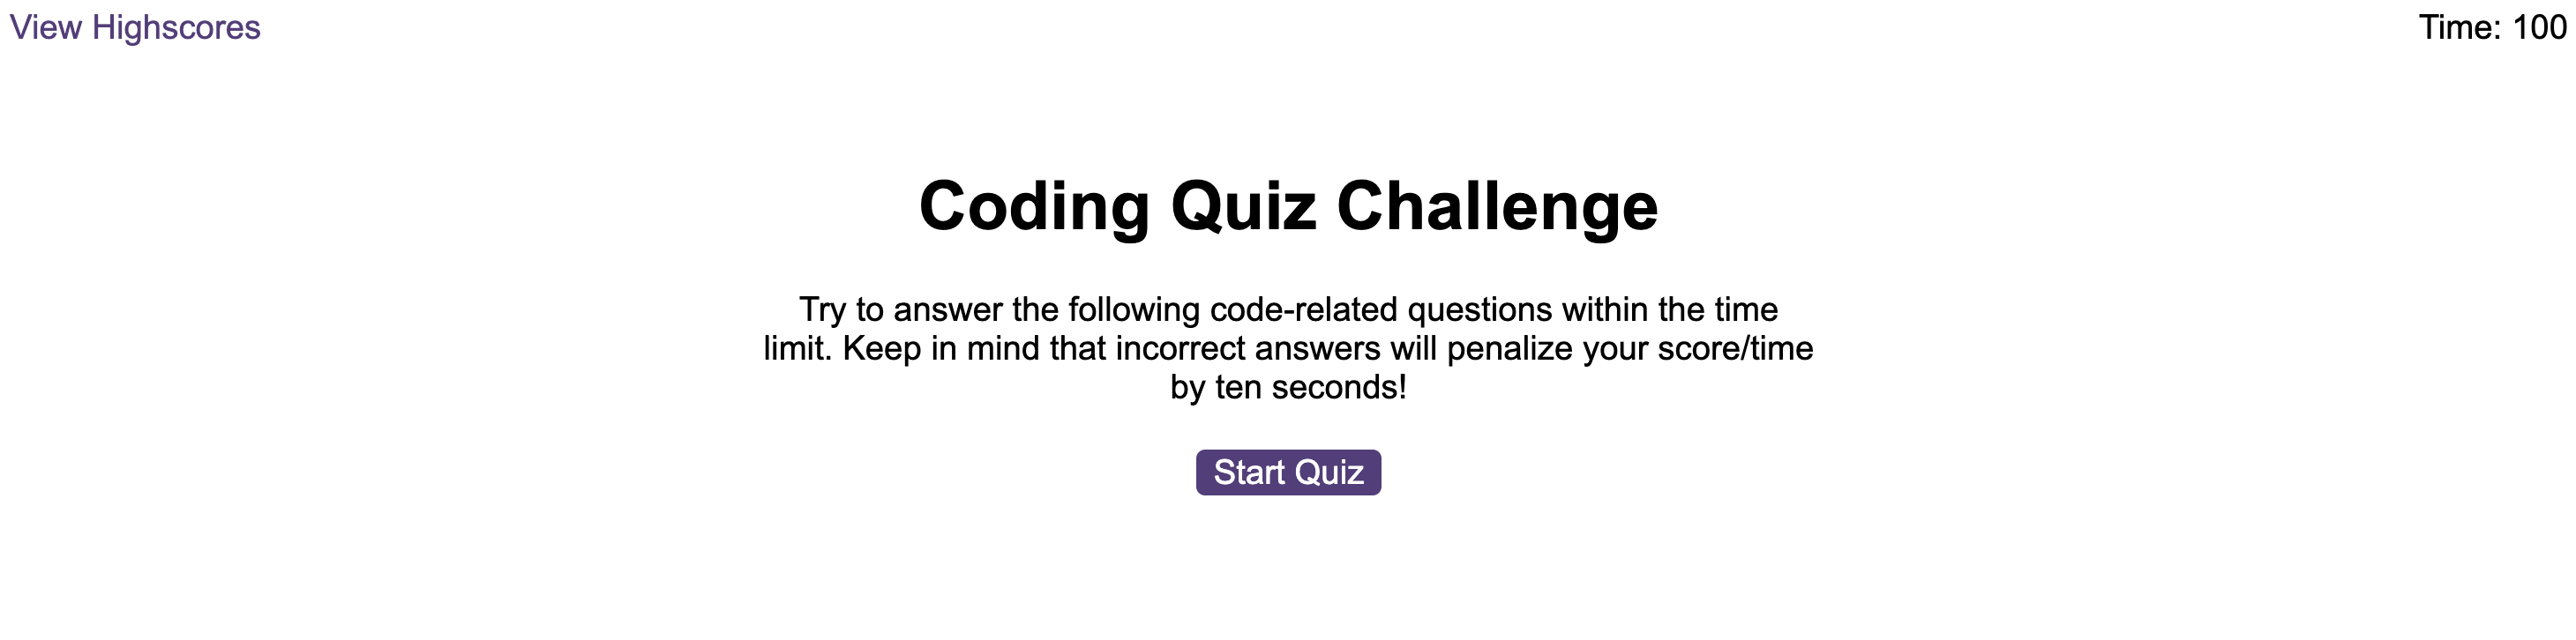 View Highscores
Time: 100
Coding Quiz Challenge
Try to answer the following code-related questions within the time
limit. Keep in mind that incorrect answers will penalize your score/time
by ten seconds!
Start Quiz